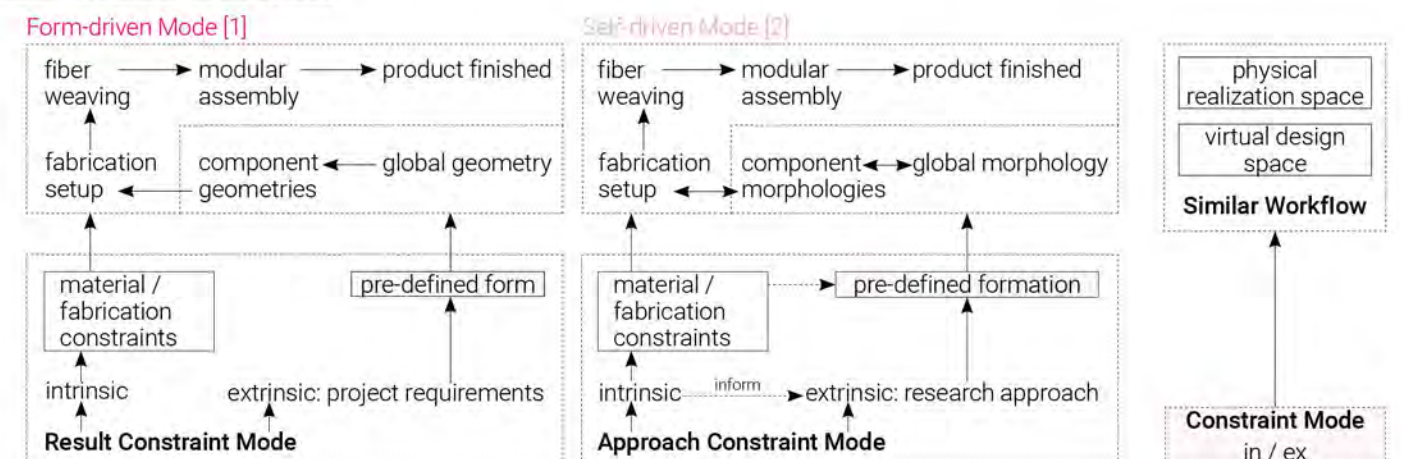 Form-driven Mode [1]
fiber weaving
modular assembly
product finished
fabrication setup
component geometries
global geometry
material / fabrication constraints
pre-defined form
intrinsic
extrinsic: project requirements
Result Constraint Mode
Self-driven Mode [2]
fiber weaving
modular assembly
product finished
fabrication setup
component morphologies
global morphology
material / fabrication constraints
pre-defined formation
intrinsic
inform
extrinsic: research approach
Approach Constraint Mode
physical realization space
virtual design space
Similar Workflow
Constraint Mode
in / ex